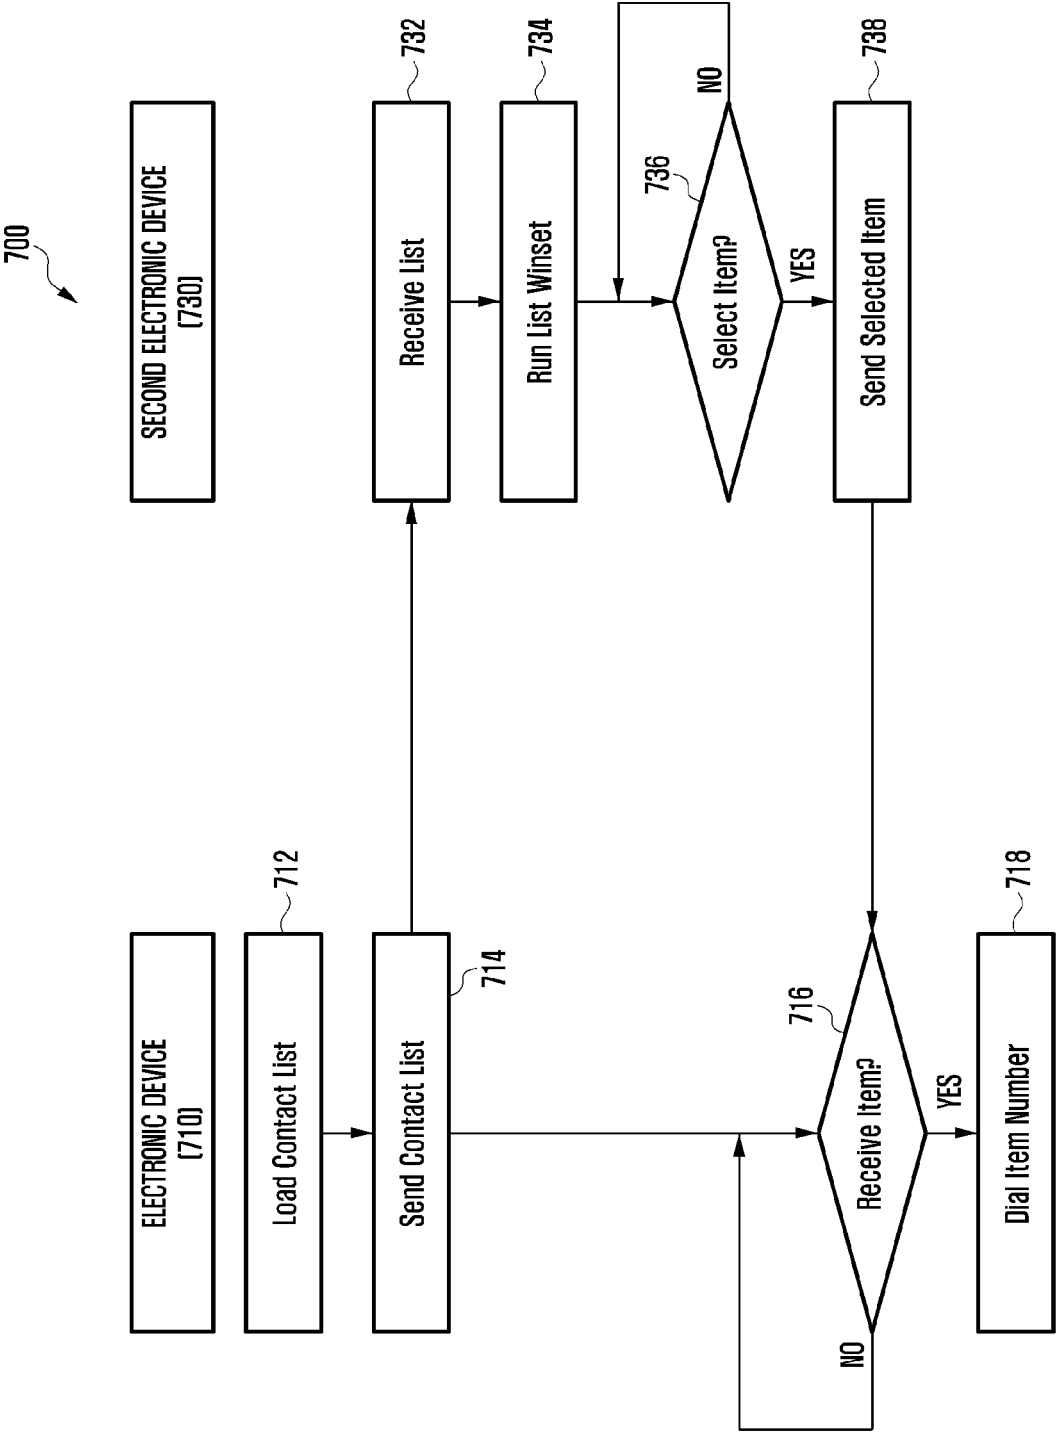 700
ELECTRONIC DEVICE
(710)
SECOND ELECTRONIC DEVICE
(730)
712
Load Contact List
714
Send Contact List
732
Receive List
734
Run List Winset
736
Select Item?
NO
YES
738
Send Selected Item
716
Receive Item?
NO
YES
718
Dial Item Number